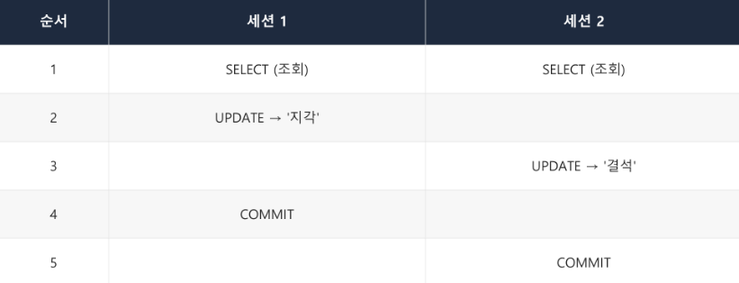 순서 세션 1 세션 2
1 SELECT (조회) SELECT (조회)
2 UPDATE → '지각'
3 UPDATE → '결석'
4 COMMIT
5 COMMIT